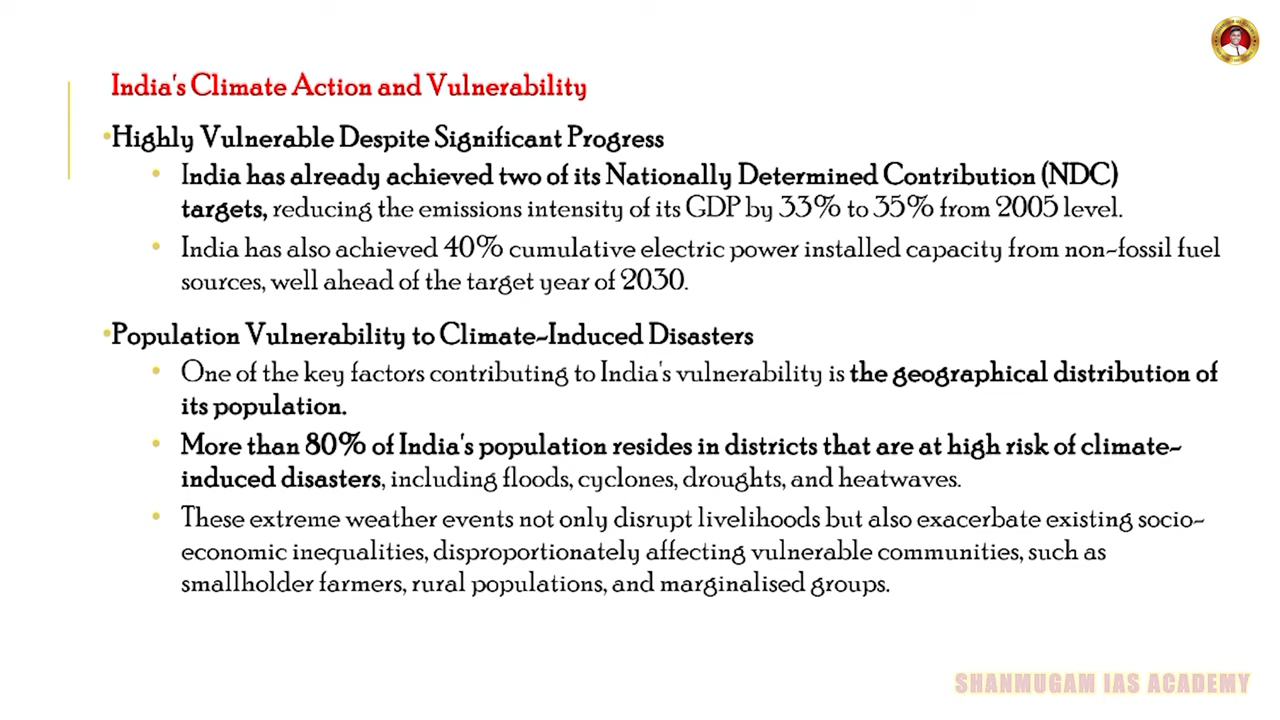 India's Climate Action and Vulnerability
•Highly Vulnerable Despite Significant Progress
• India has already achieved two of its Nationally Determined Contribution (NDC)
targets, reducing the emissions intensity of its GDP by 33% to 35% from 2005 level.
• India has also achieved 40% cumulative electric power installed capacity from non-fossil fuel
sources, well ahead of the target year of 2030.
•Population Vulnerability to Climate-Induced Disasters
• One of the key factors contributing to India's vulnerability is the geographical distribution of
its population.
• More than 80% of India's population resides in districts that are at high risk of climate-
induced disasters, including floods, cyclones, droughts, and heatwaves.
• These extreme weather events not only disrupt livelihoods but also exacerbate existing socio-
economic inequalities, disproportionately affecting vulnerable communities, such as
smallholder farmers, rural populations, and marginalised groups.
SHANMUGAM IAS ACADEMY